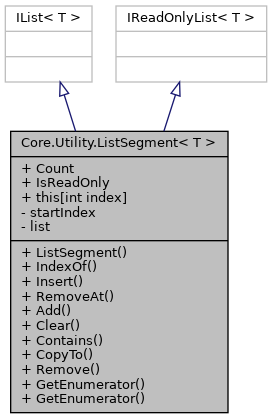 IList< T >
IReadOnlyList< T >
Core.Utility.ListSegment< T >
+ Count
+ IsReadOnly
+ this[int index]
- startIndex
- list
+ ListSegment()
+ IndexOf()
+ Insert()
+ RemoveAt()
+ Add()
+ Clear()
+ Contains()
+ CopyTo()
+ Remove()
+ GetEnumerator()
+ GetEnumerator()